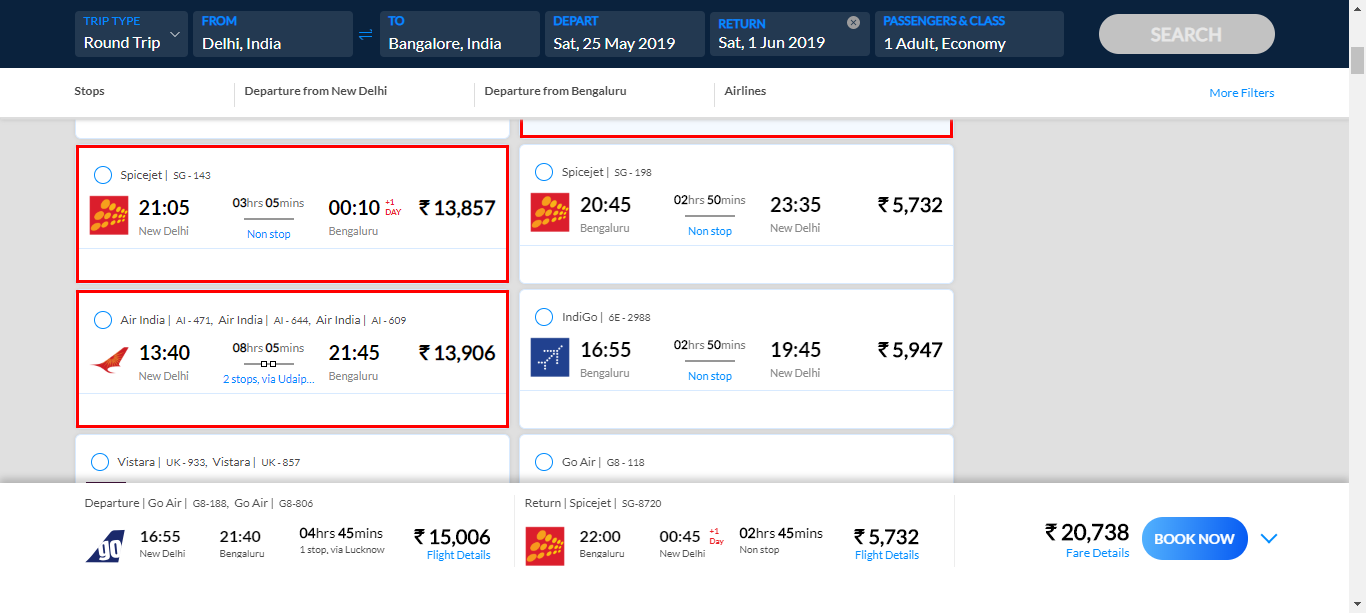 TRIP TYPE
Round Trip
FROM
Delhi, India
TO
Bangalore, India
DEPART
Sat, 25 May 2019
RETURN
Sat, 1 Jun 2019
PASSENGERS & CLASS
1 Adult, Economy
SEARCH
Stops
Departure from New Delhi
Departure from Bengaluru
Airlines
More Filters
Spicejet | SG - 143
21:05 03hrs 05mins 00:10 +1 DAY ₹ 13,857
New Delhi Non stop Bengaluru
Spicejet | SG - 198
20:45 02hrs 50mins 23:35 ₹ 5,732
Bengaluru Non stop New Delhi
Air India | AI - 471, Air India | AI - 644, Air India | AI - 609
13:40 08hrs 05mins 21:45 ₹ 13,906
New Delhi 2 stops, via Udaip... Bengaluru
IndiGo | 6E - 2988
16:55 02hrs 50mins 19:45 ₹ 5,947
Bengaluru Non stop New Delhi
Vistara | UK - 933, Vistara | UK - 857
Go Air | G8 - 118
Departure | Go Air | G8-188, Go Air | G8-806
go
16:55 21:40 04hrs 45mins ₹ 15,006
New Delhi Bengaluru 1 stop, via Lucknow Flight Details
Return | Spicejet | SG-8720
22:00 00:45 +1 Day 02hrs 45mins ₹ 5,732
Bengaluru New Delhi Non stop Flight Details
₹ 20,738
Fare Details
BOOK NOW